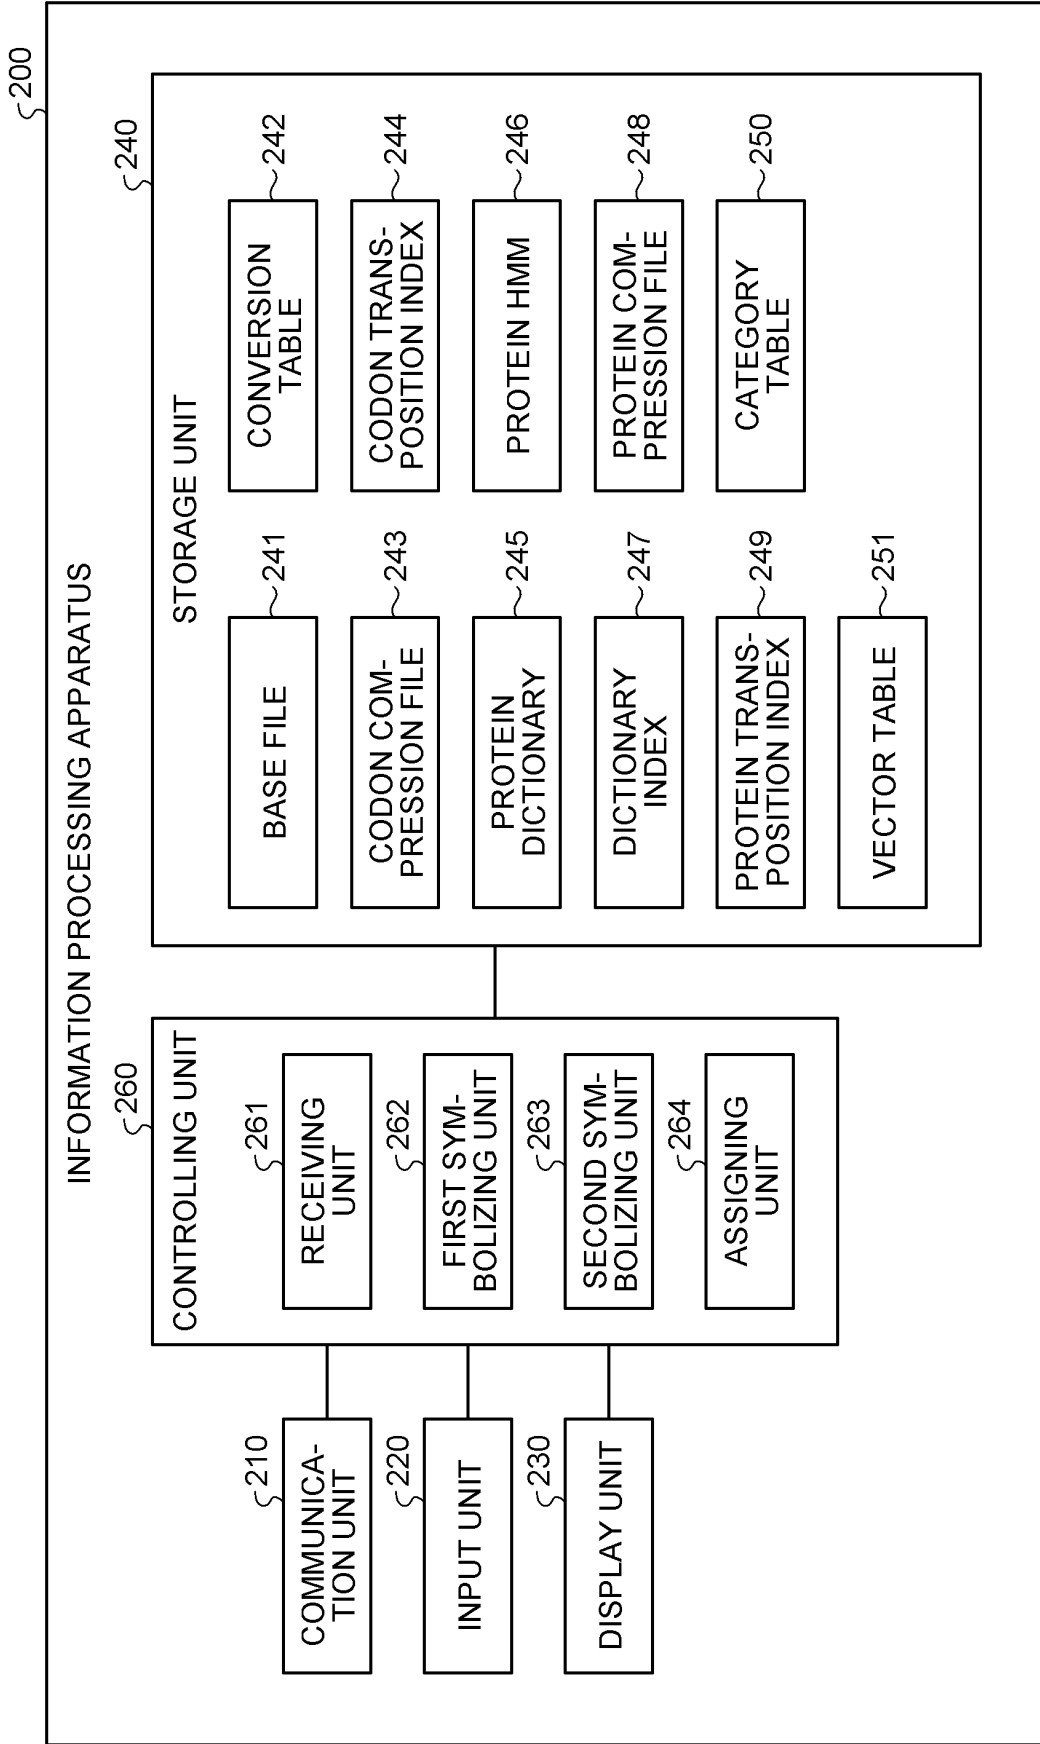 200
INFORMATION PROCESSING APPARATUS
260
CONTROLLING UNIT
240
STORAGE UNIT
210
COMMUNICA-
TION UNIT
220
INPUT UNIT
230
DISPLAY UNIT
261
RECEIVING
UNIT
262
FIRST SYM-
BOLIZING UNIT
263
SECOND SYM-
BOLIZING UNIT
264
ASSIGNING
UNIT
BASE FILE
241
CONVERSION
TABLE
242
CODON COM-
PRESSION FILE
243
CODON TRANS-
POSITION INDEX
244
PROTEIN
DICTIONARY
245
PROTEIN HMM
246
DICTIONARY
INDEX
247
PROTEIN COM-
PRESSION FILE
248
PROTEIN TRANS-
POSITION INDEX
249
CATEGORY
TABLE
250
VECTOR TABLE
251